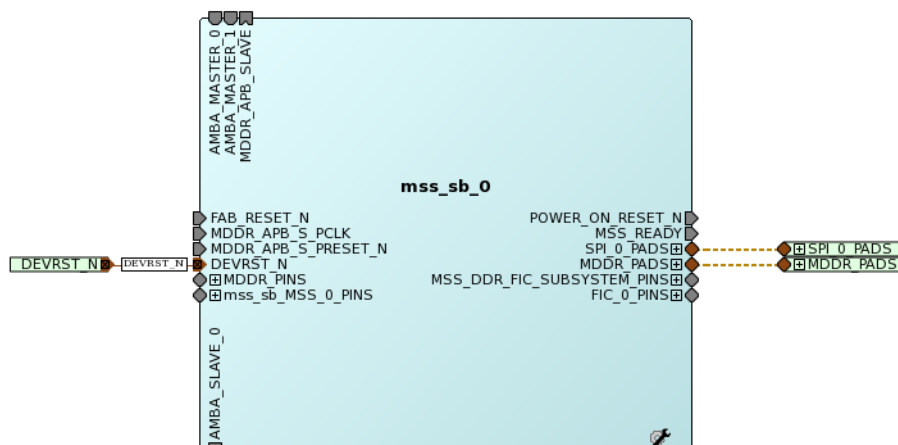 AMBA_MASTER_0
AMBA_MASTER_1
MDDR_APB_SLAVE
mss_sb_0
FAB_RESET_N
MDDR_APB_S_PCLK
MDDR_APB_S_PRESET_N
DEVRST_N
DEVRST_N
DEVRST_N
MDDR_PINS
mss_sb_MSS_0_PINS
POWER_ON_RESET_N
MSS_READY
SPI_0_PADS
SPI_0_PADS
MDDR_PADS
MDDR_PADS
MSS_DDR_FIC_SUBSYSTEM_PINS
FIC_0_PINS
AMBA_SLAVE_0